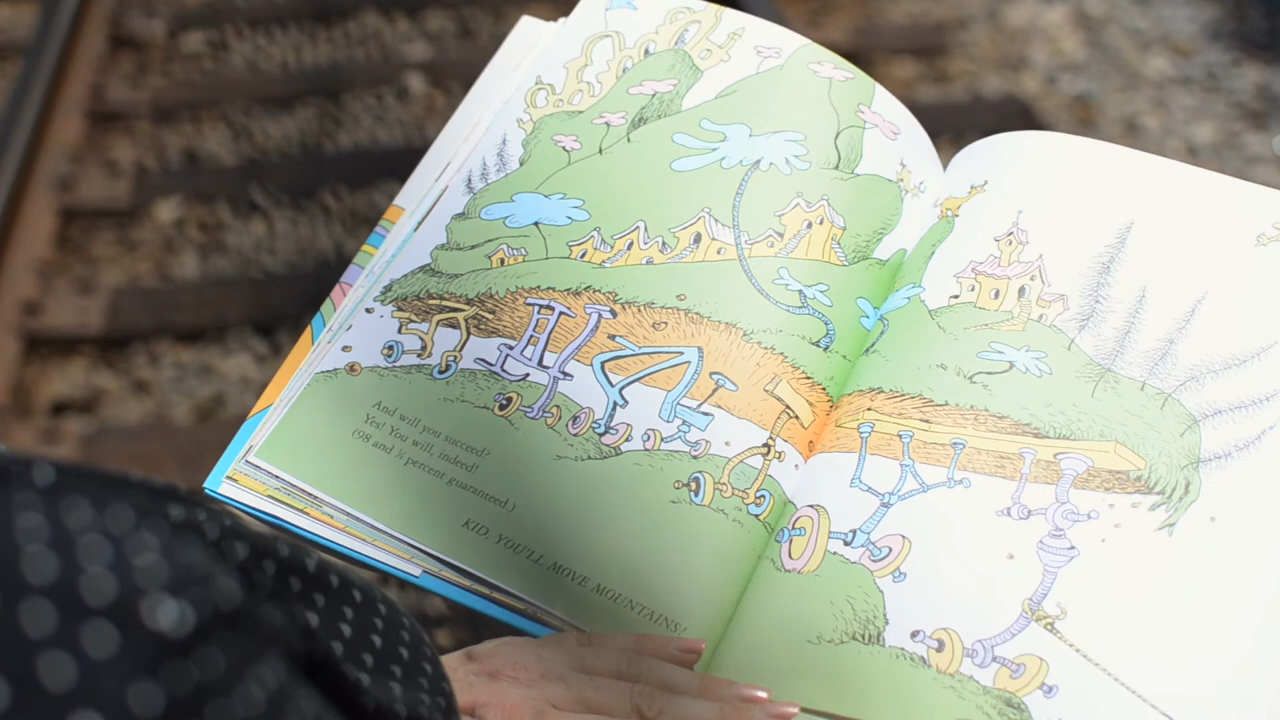 And will you succeed?
Yes! You will, indeed!
(98 and ¾ percent guaranteed.)
KID, YOU'LL MOVE MOUNTAINS!